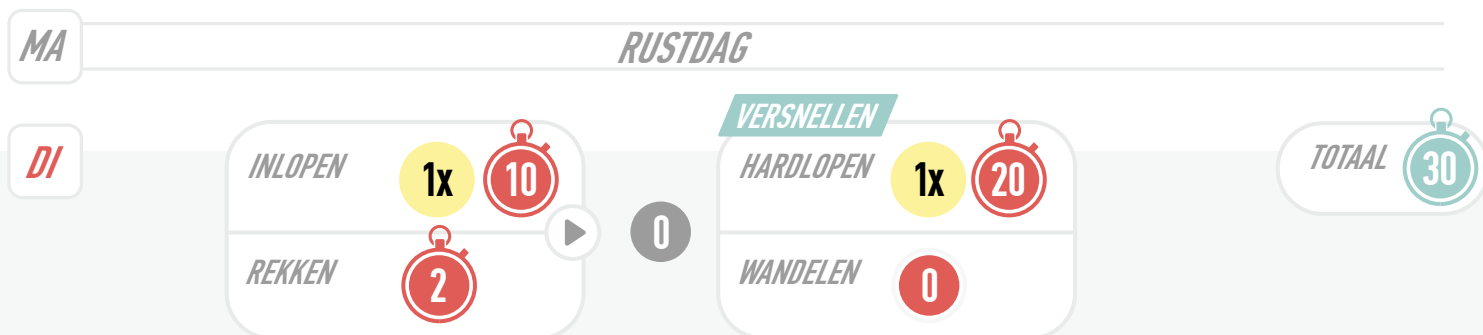 MA
RUSTDAG
DI
INLOPEN 1x 10
REKKEN 2
0
VERSNELLEN
HARDLOPEN 1x 20
WANDELEN 0
TOTAAL 30